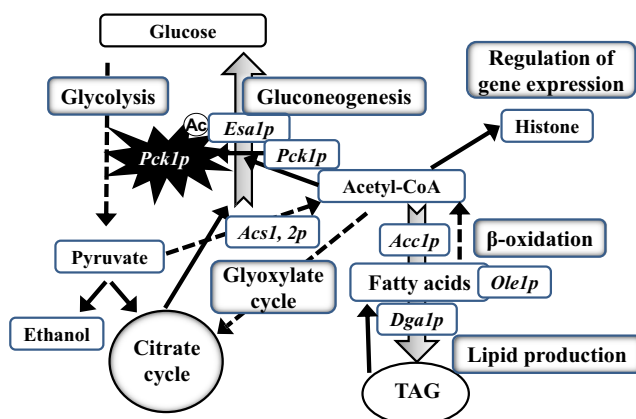 Glucose
Regulation of
gene expression
Glycolysis
Gluconeogenesis
Ac
Esa1p
Histone
Pck1p
Pck1p
Acetyl-CoA
Acs1, 2p
Acc1p
β-oxidation
Pyruvate
Glyoxylate
cycle
Fatty acids
Ole1p
Ethanol
Dga1p
Citrate
cycle
Lipid production
TAG